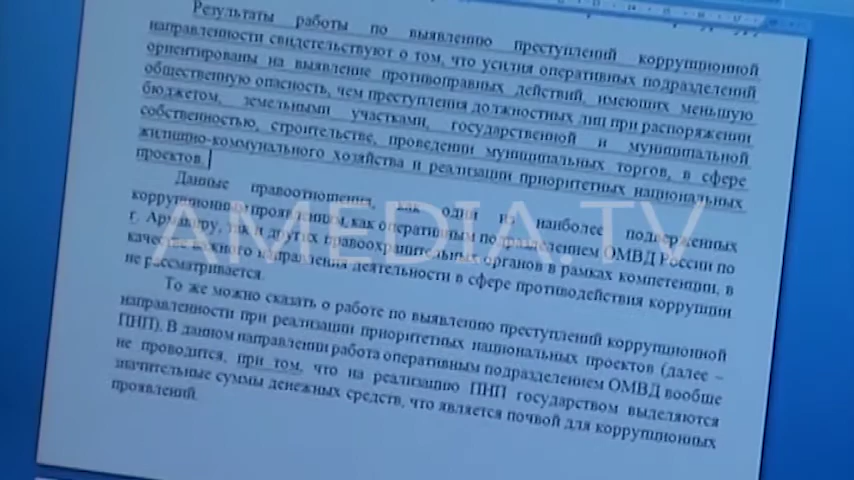 Результаты работы по выявлению преступлений коррупционной
направленности свидетельствуют о том, что усилия оперативных подразделений
ориентированы на выявление противоправных действий, имеющих меньшую
общественную опасность, чем преступления должностных лиц при распоряжении
бюджетом, земельными участками, государственной и муниципальной
собственностью, строительстве, проведении муниципальных торгов, в сфере
жилищно-коммунального хозяйства и реализации приоритетных национальных
проектов.
Данные правоотношения, как одни из наиболее подверженных
коррупционным проявлениям, как оперативным подразделением ОМВД России по
г. Армавиру, так и других правоохранительных органов в рамках компетенции, в
качестве важного направления деятельности в сфере противодействия коррупции
не рассматривается.
То же можно сказать о работе по выявлению преступлений коррупционной
направленности при реализации приоритетных национальных проектов (далее –
ПНП). В данном направлении работа оперативным подразделением ОМВД вообще
не проводится, при том, что на реализацию ПНП государством выделяются
значительные суммы денежных средств, что является почвой для коррупционных
проявлений.
AMEDIA.TV